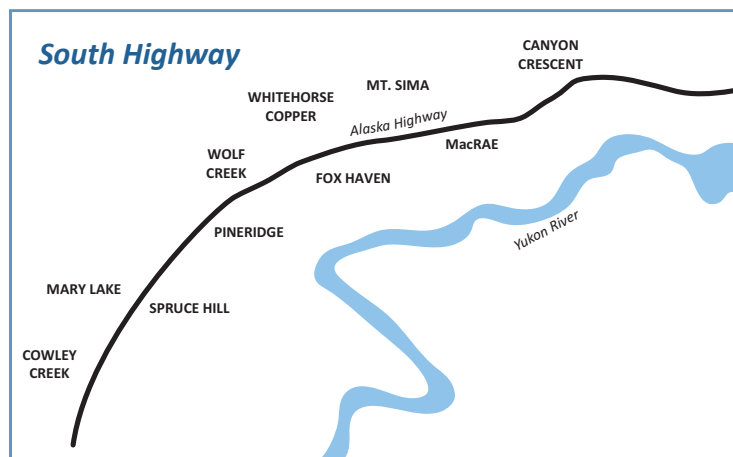 South Highway
CANYON
CRESCENT
MT. SIMA
WHITEHORSE
COPPER
Alaska Highway
MacRAE
WOLF
CREEK
FOX HAVEN
PINERIDGE
Yukon River
MARY LAKE
SPRUCE HILL
COWLEY
CREEK